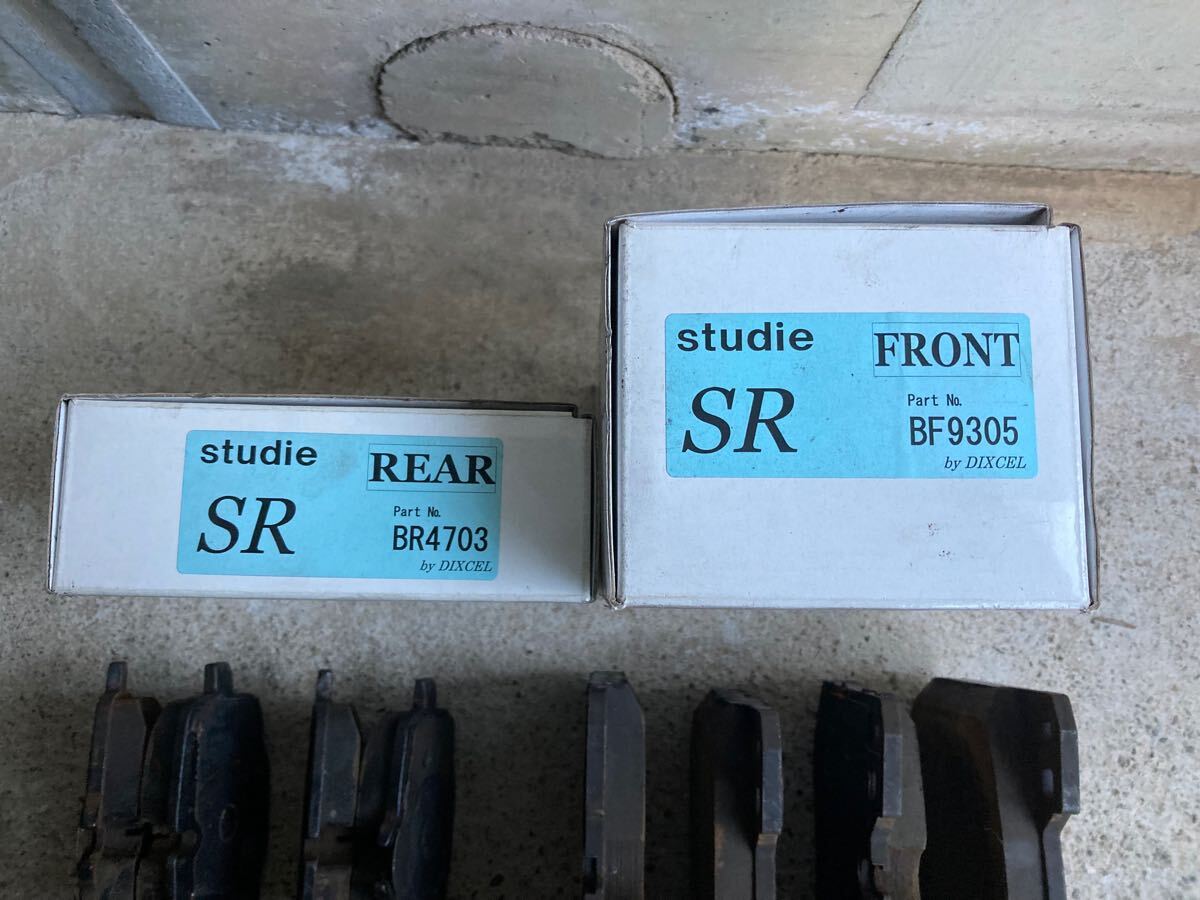 studie
REAR
SR
Part No.
BR4703
by DIXCEL
studie
FRONT
SR
Part No.
BF9305
by DIXCEL